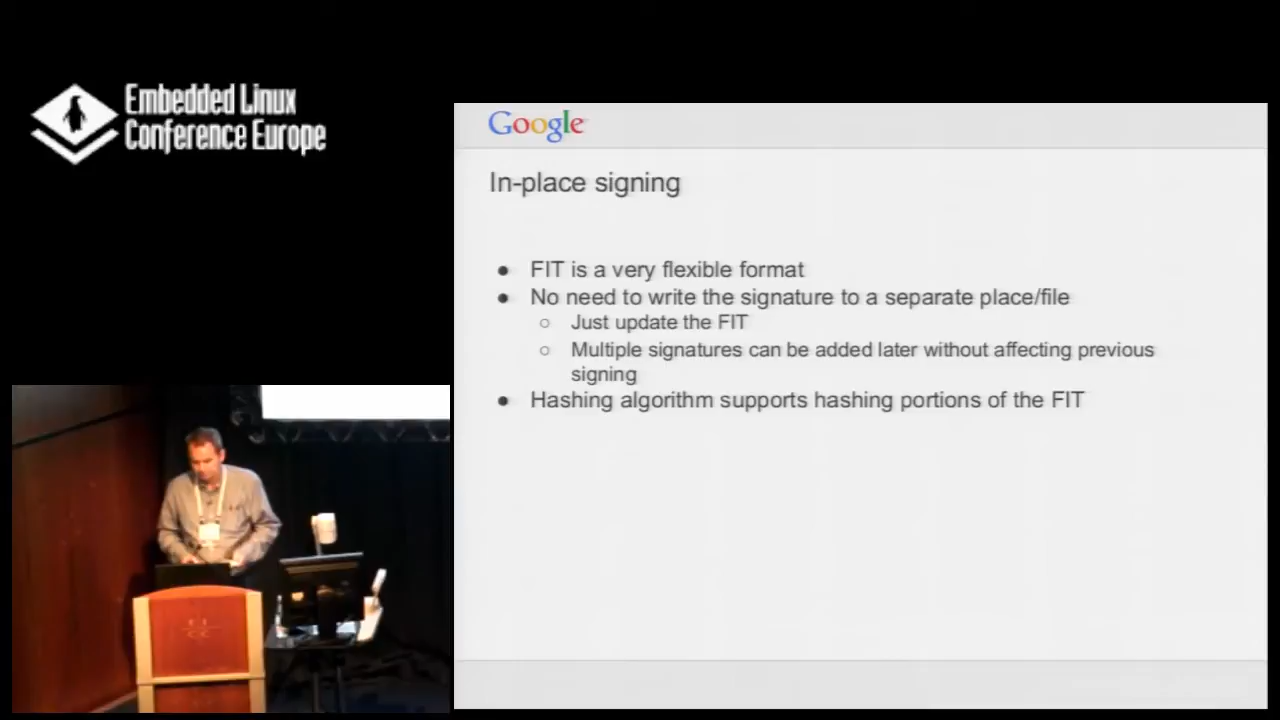 Embedded Linux
Conference Europe
Google
In-place signing
● FIT is a very flexible format
● No need to write the signature to a separate place/file
○ Just update the FIT
○ Multiple signatures can be added later without affecting previous
signing
● Hashing algorithm supports hashing portions of the FIT